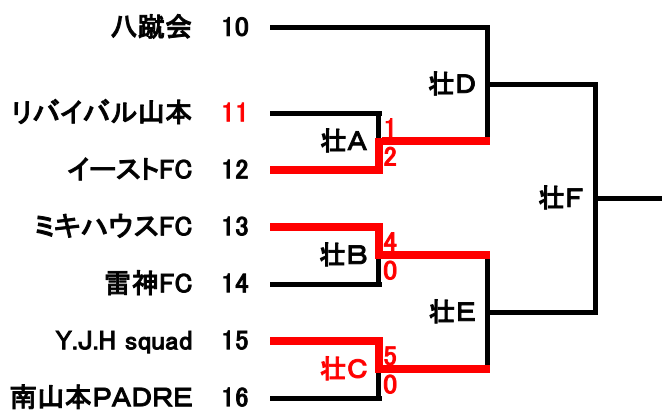 八蹴会 10
壮D
リバイバル山本 11
壮A 1
2
イーストFC 12
壮F
ミキハウスFC 13
壮B 4
0
雷神FC 14
壮E
Y.J.H squad 15
壮C 5
0
南山本PADRE 16